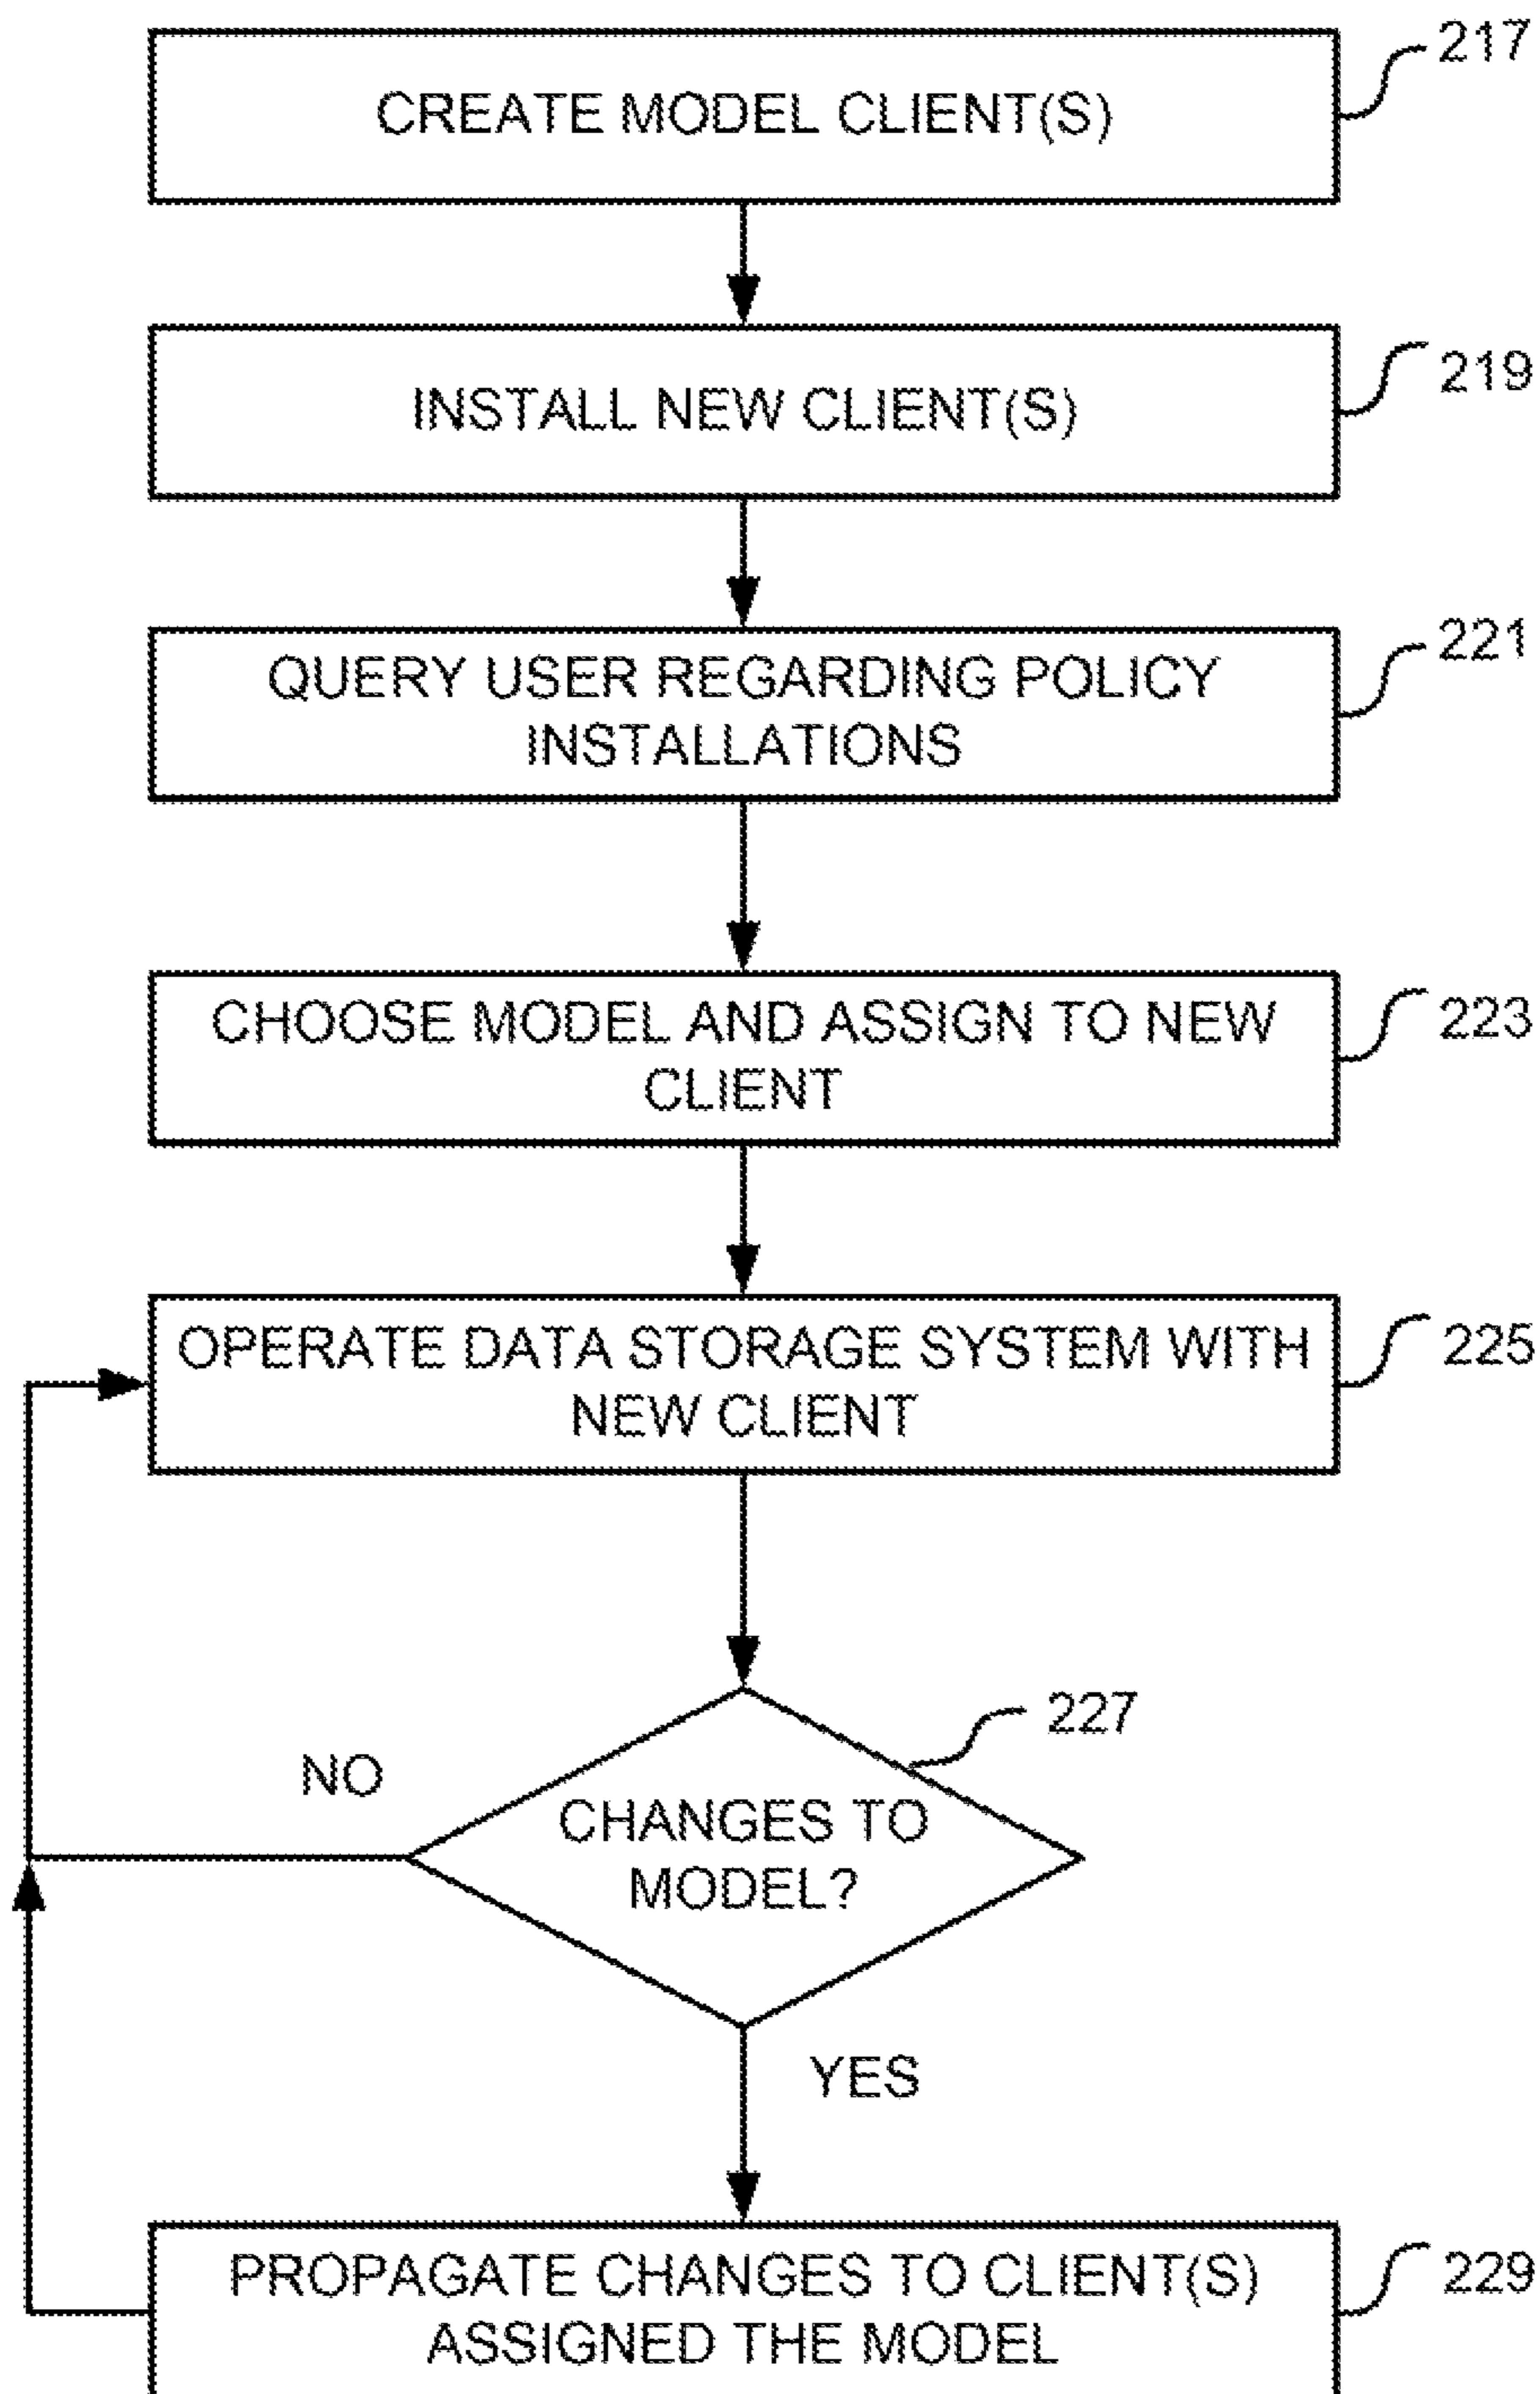 217
CREATE MODEL CLIENT(S)
219
INSTALL NEW CLIENT(S)
221
QUERY USER REGARDING POLICY
INSTALLATIONS
223
CHOOSE MODEL AND ASSIGN TO NEW
CLIENT
225
OPERATE DATA STORAGE SYSTEM WITH
NEW CLIENT
227
NO
CHANGES TO
MODEL?
YES
229
PROPAGATE CHANGES TO CLIENT(S)
ASSIGNED THE MODEL